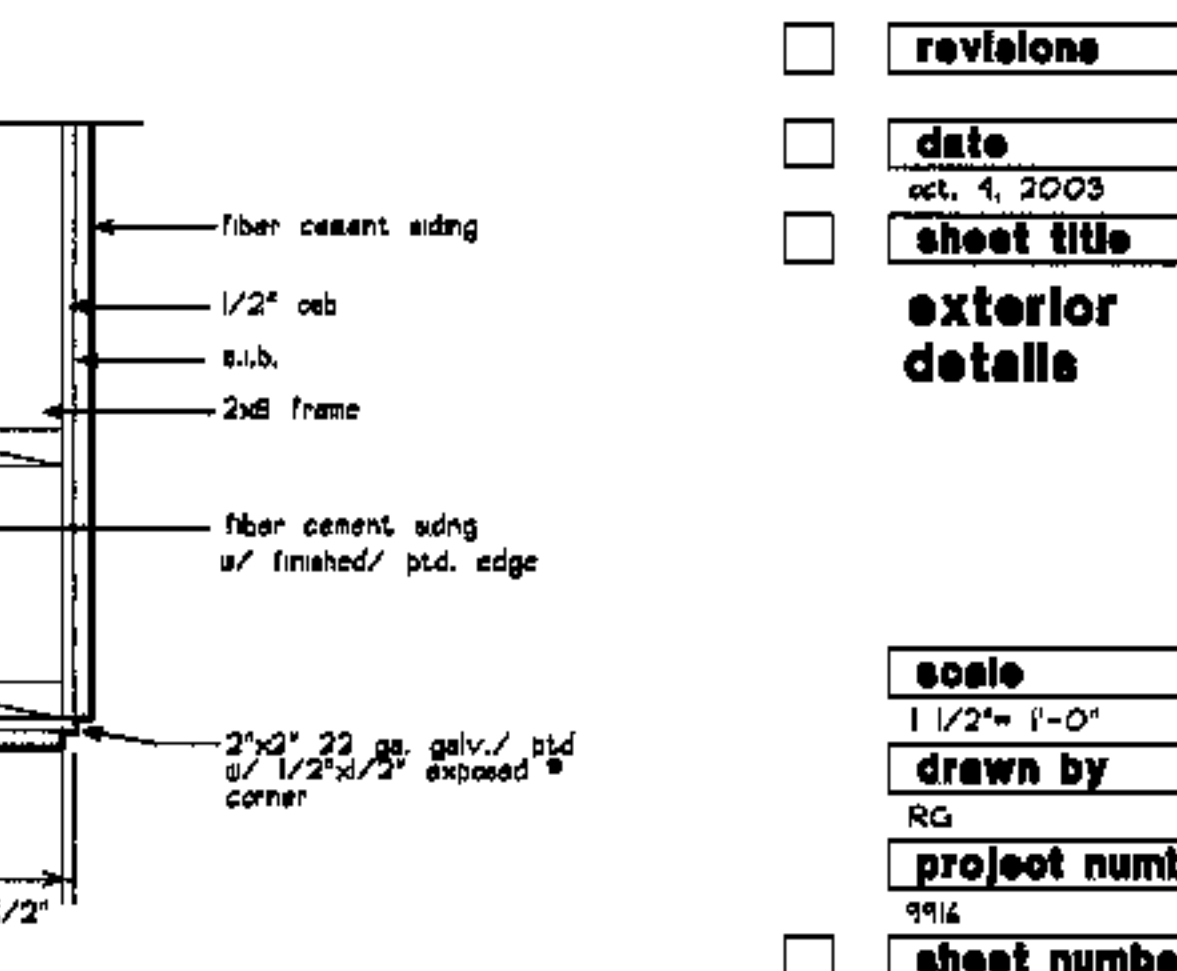 fiber cement siding
1/2" osb
s.i.b.
2x8 frame
fiber cement siding
w/ finished/ ptd. edge
2"x2" 22 ga. galv./ ptd
w/ 1/2"x1/2" exposed @
corner
1/2"
revisions
date
oct. 4, 2003
sheet title
exterior
details
scale
1 1/2"= 1'-0"
drawn by
RG
project numb
9916
sheet numbe